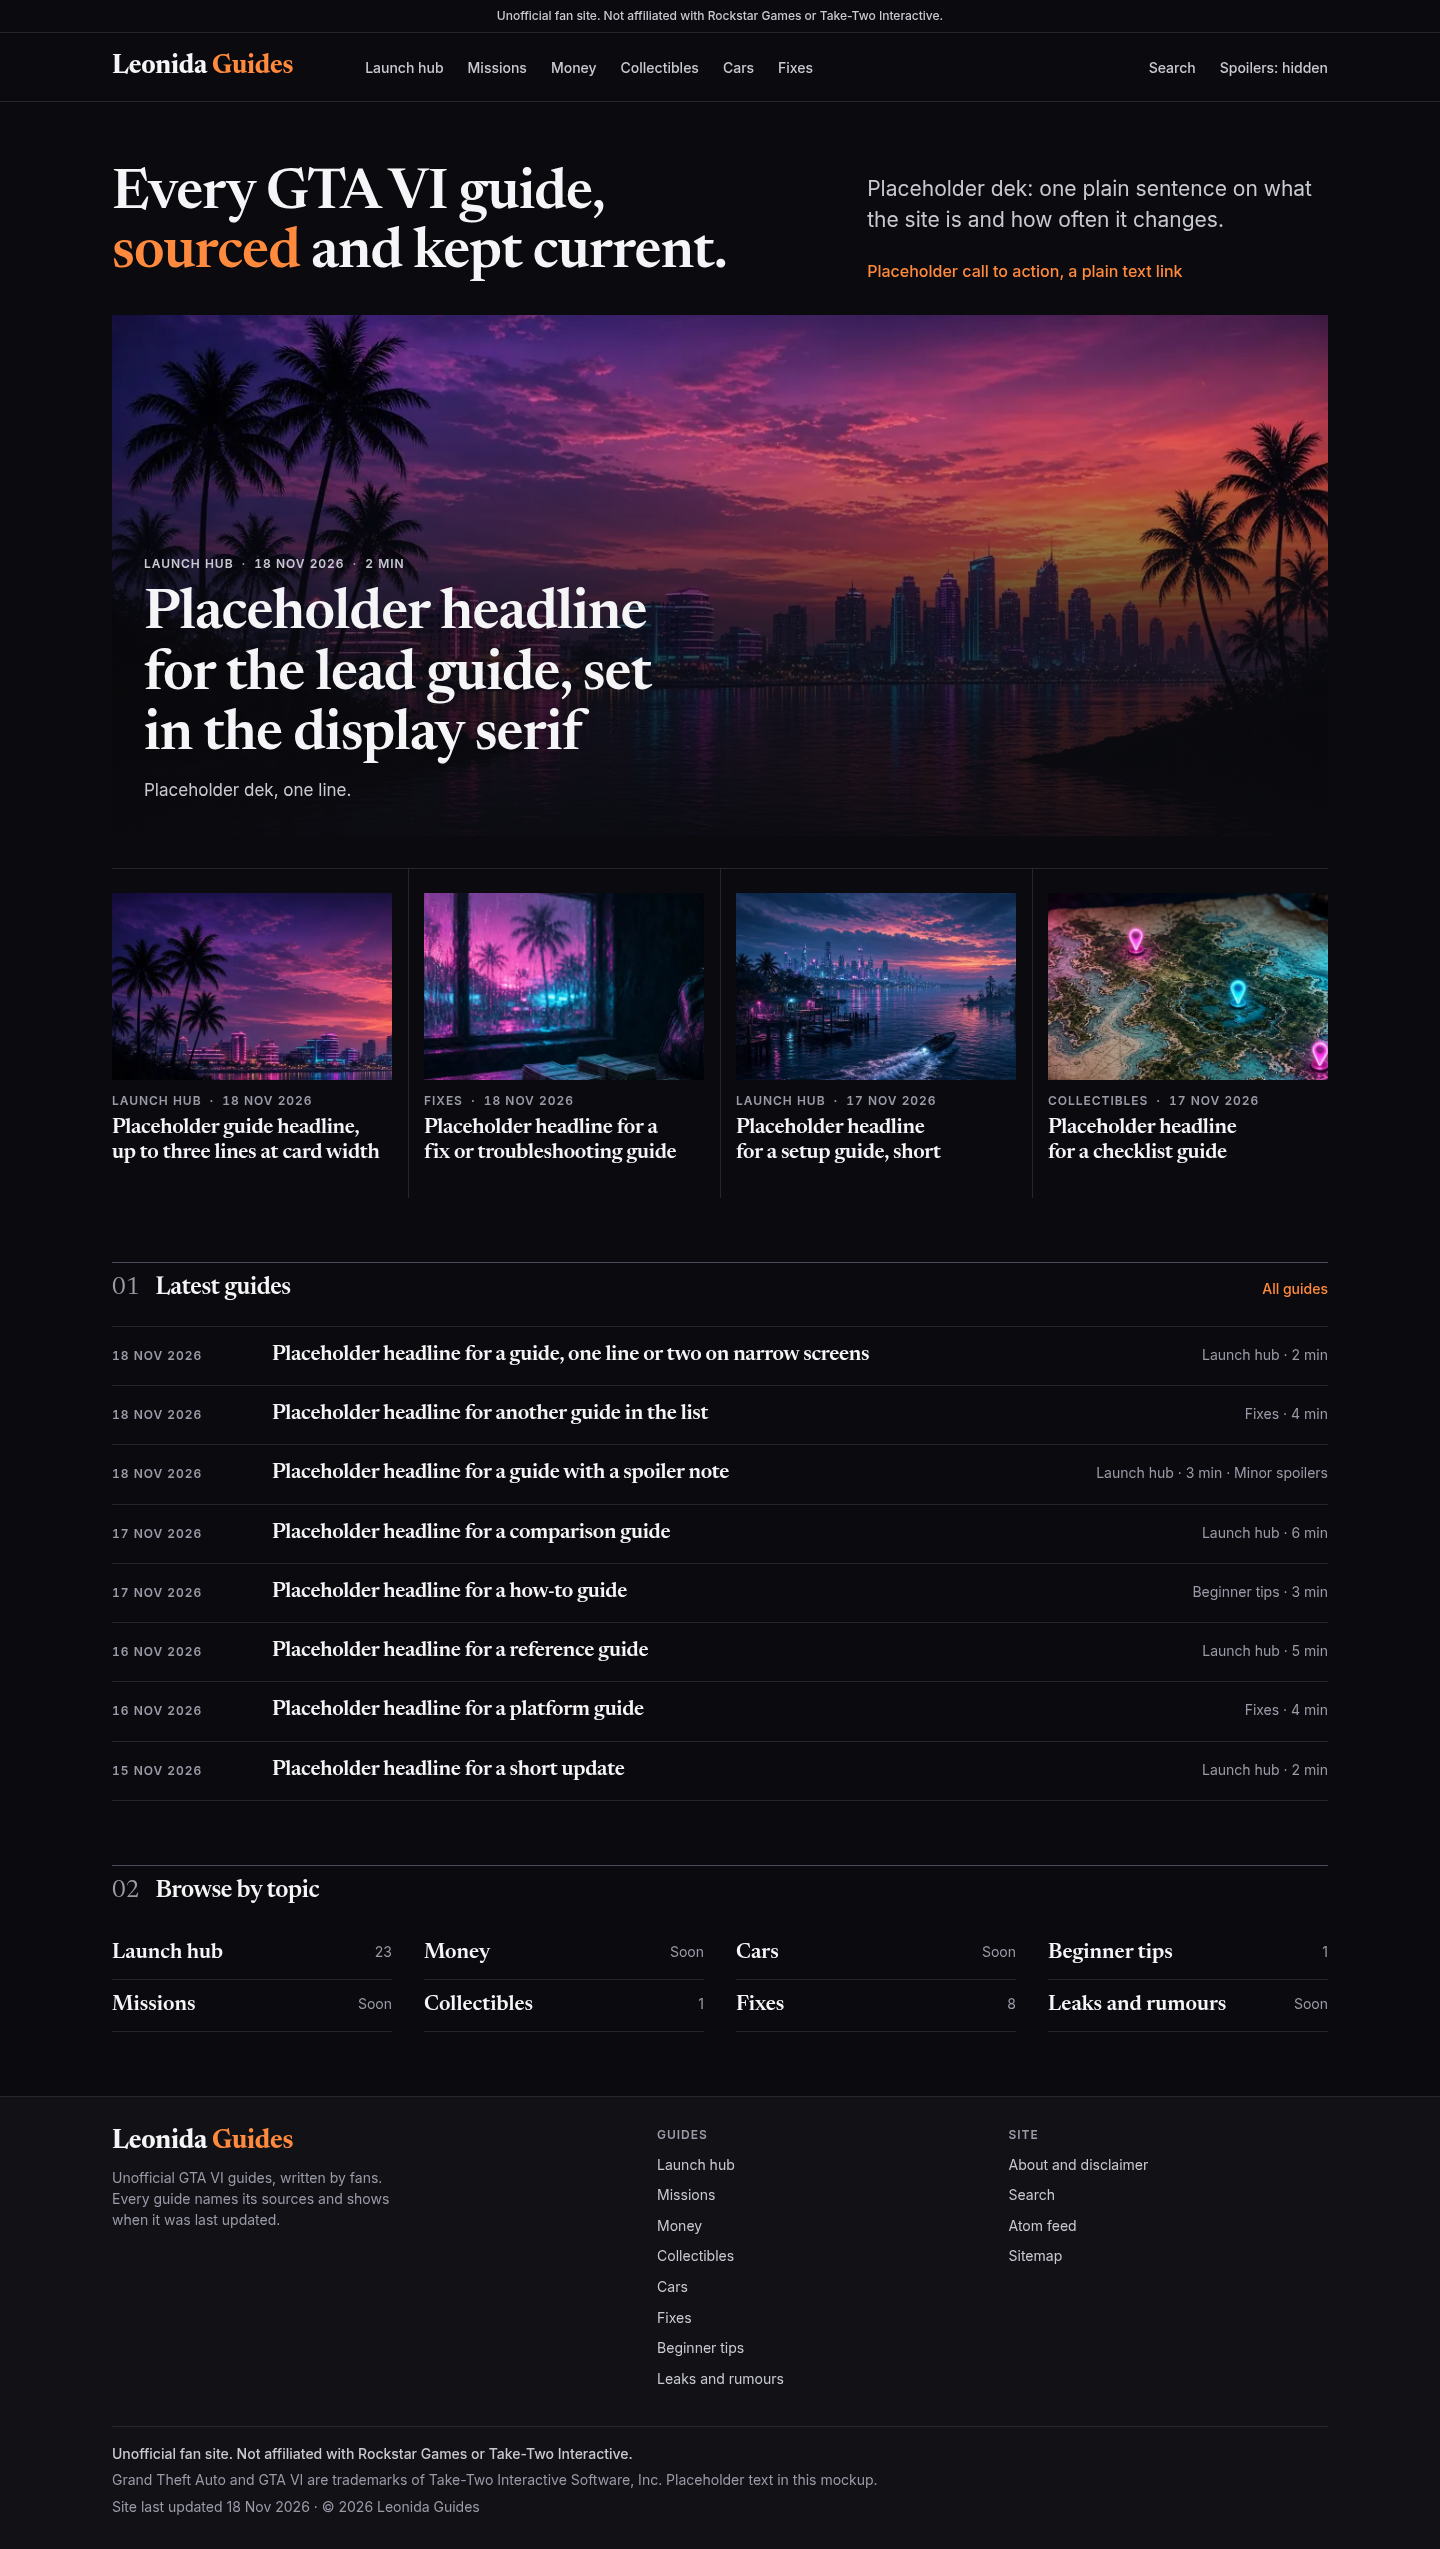 Unofficial fan site. Not affiliated with Rockstar Games or Take-Two Interactive.
Leonida Guides
Launch hub Missions Money Collectibles Cars Fixes
Search Spoilers: hidden
Every GTA VI guide,
sourced and kept current.
Placeholder dek: one plain sentence on what
the site is and how often it changes.
Placeholder call to action, a plain text link
LAUNCH HUB · 18 NOV 2026 · 2 MIN
Placeholder headline
for the lead guide, set
in the display serif
Placeholder dek, one line.
LAUNCH HUB · 18 NOV 2026
Placeholder guide headline,
up to three lines at card width
FIXES · 18 NOV 2026
Placeholder headline for a
fix or troubleshooting guide
LAUNCH HUB · 17 NOV 2026
Placeholder headline
for a setup guide, short
COLLECTIBLES · 17 NOV 2026
Placeholder headline
for a checklist guide
01 Latest guides
All guides
18 NOV 2026 Placeholder headline for a guide, one line or two on narrow screens Launch hub · 2 min
18 NOV 2026 Placeholder headline for another guide in the list Fixes · 4 min
18 NOV 2026 Placeholder headline for a guide with a spoiler note Launch hub · 3 min · Minor spoilers
17 NOV 2026 Placeholder headline for a comparison guide Launch hub · 6 min
17 NOV 2026 Placeholder headline for a how-to guide Beginner tips · 3 min
16 NOV 2026 Placeholder headline for a reference guide Launch hub · 5 min
16 NOV 2026 Placeholder headline for a platform guide Fixes · 4 min
15 NOV 2026 Placeholder headline for a short update Launch hub · 2 min
02 Browse by topic
Launch hub 23 Money Soon Cars Soon Beginner tips 1
Missions Soon Collectibles 1 Fixes 8 Leaks and rumours Soon
Leonida Guides
Unofficial GTA VI guides, written by fans.
Every guide names its sources and shows
when it was last updated.
GUIDES
Launch hub
Missions
Money
Collectibles
Cars
Fixes
Beginner tips
Leaks and rumours
SITE
About and disclaimer
Search
Atom feed
Sitemap
Unofficial fan site. Not affiliated with Rockstar Games or Take-Two Interactive.
Grand Theft Auto and GTA VI are trademarks of Take-Two Interactive Software, Inc. Placeholder text in this mockup.
Site last updated 18 Nov 2026 · © 2026 Leonida Guides